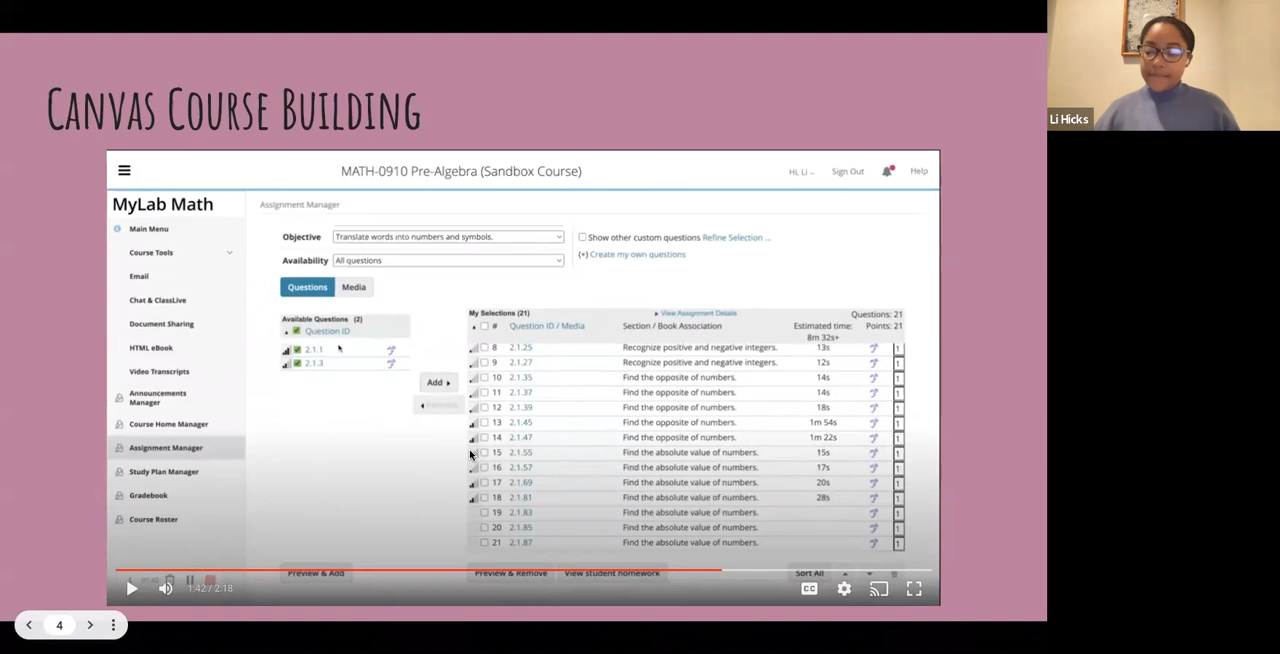 CANVAS COURSE BUILDING
Li Hicks
MATH-0910 Pre-Algebra (Sandbox Course)
Hi, Li
Sign Out
Help
MyLab Math
Main Menu
Course Tools
Email
Chat & ClassLive
Document Sharing
HTML eBook
Video Transcripts
Announcements
Manager
Course Home Manager
Assignment Manager
Study Plan Manager
Gradebook
Course Roster
Assignment Manager
Objective Translate words into numbers and symbols.
Availability All questions
Show other custom questions Refine Selection ...
(+) Create my own questions
Questions Media
Available Questions (2)
Question ID
2.1.1
2.1.3
Add
My Selections (21) View Assignment Details Questions: 21
# Question ID / Media Section / Book Association Estimated time: Points: 21
8m 32s+
8 2.1.25 Recognize positive and negative integers. 13s 1
9 2.1.27 Recognize positive and negative integers. 12s 1
10 2.1.35 Find the opposite of numbers. 14s 1
11 2.1.37 Find the opposite of numbers. 14s 1
12 2.1.39 Find the opposite of numbers. 18s 1
13 2.1.45 Find the opposite of numbers. 1m 54s 1
14 2.1.47 Find the opposite of numbers. 1m 22s 1
15 2.1.55 Find the absolute value of numbers. 15s 1
16 2.1.57 Find the absolute value of numbers. 17s 1
17 2.1.69 Find the absolute value of numbers. 20s 1
18 2.1.81 Find the absolute value of numbers. 28s 1
19 2.1.83 Find the absolute value of numbers. 1
20 2.1.85 Find the absolute value of numbers. 1
21 2.1.87 Find the absolute value of numbers. 1
Preview & Add
Preview & Remove
View student homework
Sort All
1:42 / 2:18
CC
4